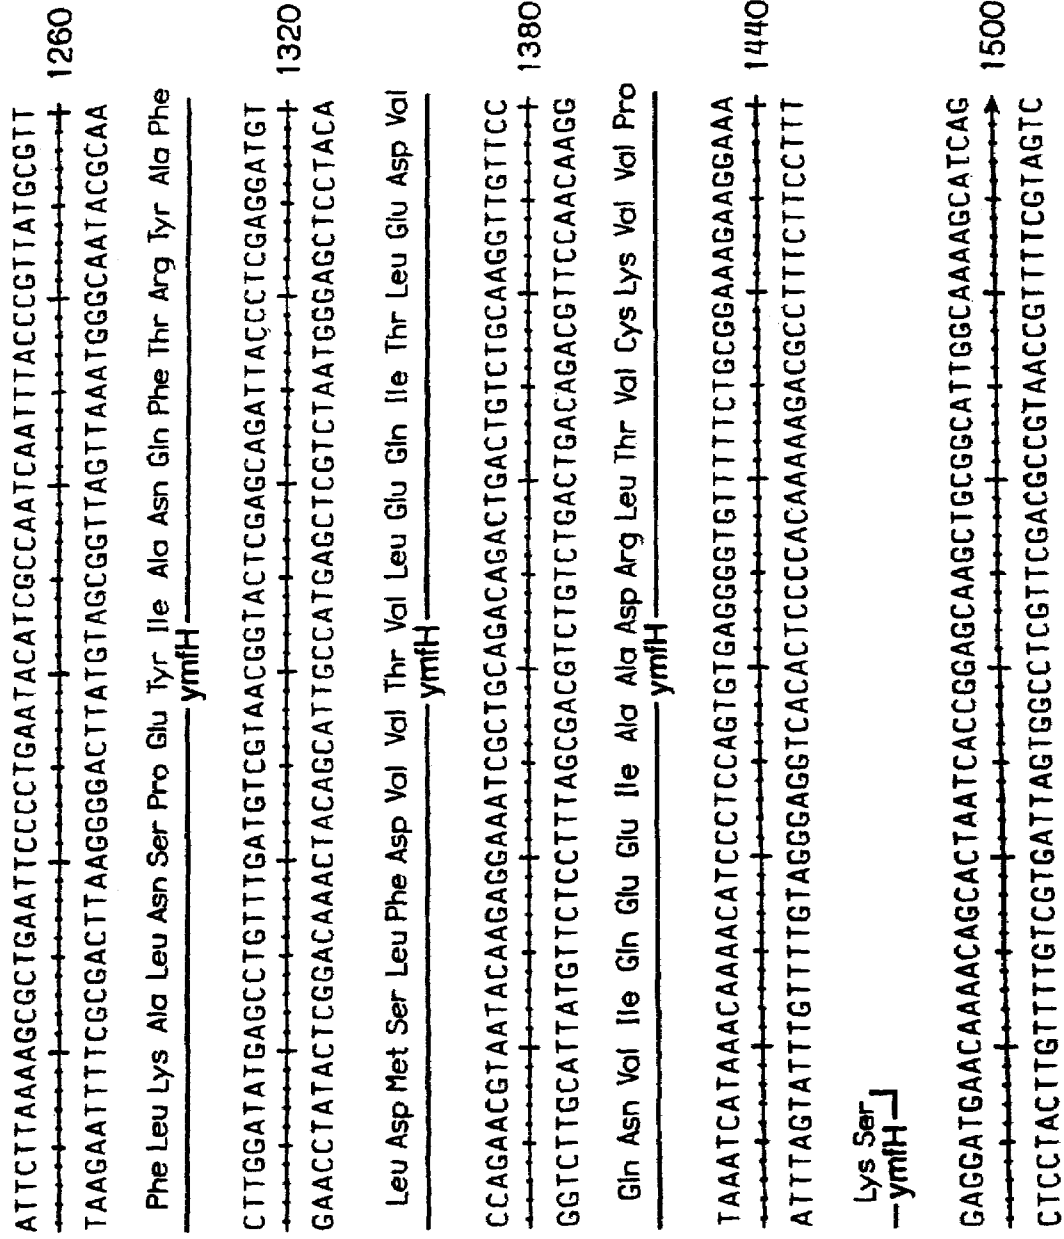 ATTCTTAAAAGCGCTGAATTCCCCTGAATACATCGCCAATCAATTTACCCGTTATGCGTT
1260
TAAGAATTTTCGCGACTTAAGGGGACTTATGTAGCGGTTAGTTAAATGGGCAATACGCAA
Phe Leu Lys Ala Leu Asn Ser Pro Glu Tyr Ile Ala Asn Gln Phe Thr Arg Tyr Ala Phe
ymfH
CTTGGATATGAGCCTGTTTGATGTCGTAACGGTACTCGAGCAGATTACCCTCGAGGATGT
1320
GAACCTATACTCGGACAAACTACAGCATTGCCATGAGCTCGTCTAATGGGAGCTCCTACA
Leu Asp Met Ser Leu Phe Asp Val Val Thr Val Leu Glu Gln Ile Thr Leu Glu Asp Val
ymfH
CCAGAACGTAATACAAGAGGAAATCGCTGCAGACAGACTGACTGTCTGCAAGGTTGTTCC
1380
GGTCTTGCATTATGTTCTCCTTTAGCGACGTCTGTCTGACTGACAGACGTTCCAACAAGG
Gln Asn Val Ile Gln Glu Glu Ile Ala Ala Asp Arg Leu Thr Val Cys Lys Val Val Pro
ymfH
TAAATCATAAACAAAACATCCCTCCAGTGTGAGGGGTGTTTTTCTGCGGAAAGAAGGAAA
1440
ATTTAGTATTTGTTTTGTAGGGAGGTCACACTCCCCACAAAAAGACGCCTTTCTTCCTTT
Lys Ser
ymfH
GAGGATGAACAAAACAGCACTAATCACCGGAGCAAGCTGCGGCATTGGCAAAAGCATCAG
1500
CTCCTACTTGTTTTGTCGTGATTAGTGGCCTCGTTCGACGCCGTAACCGTTTTCGTAGTC